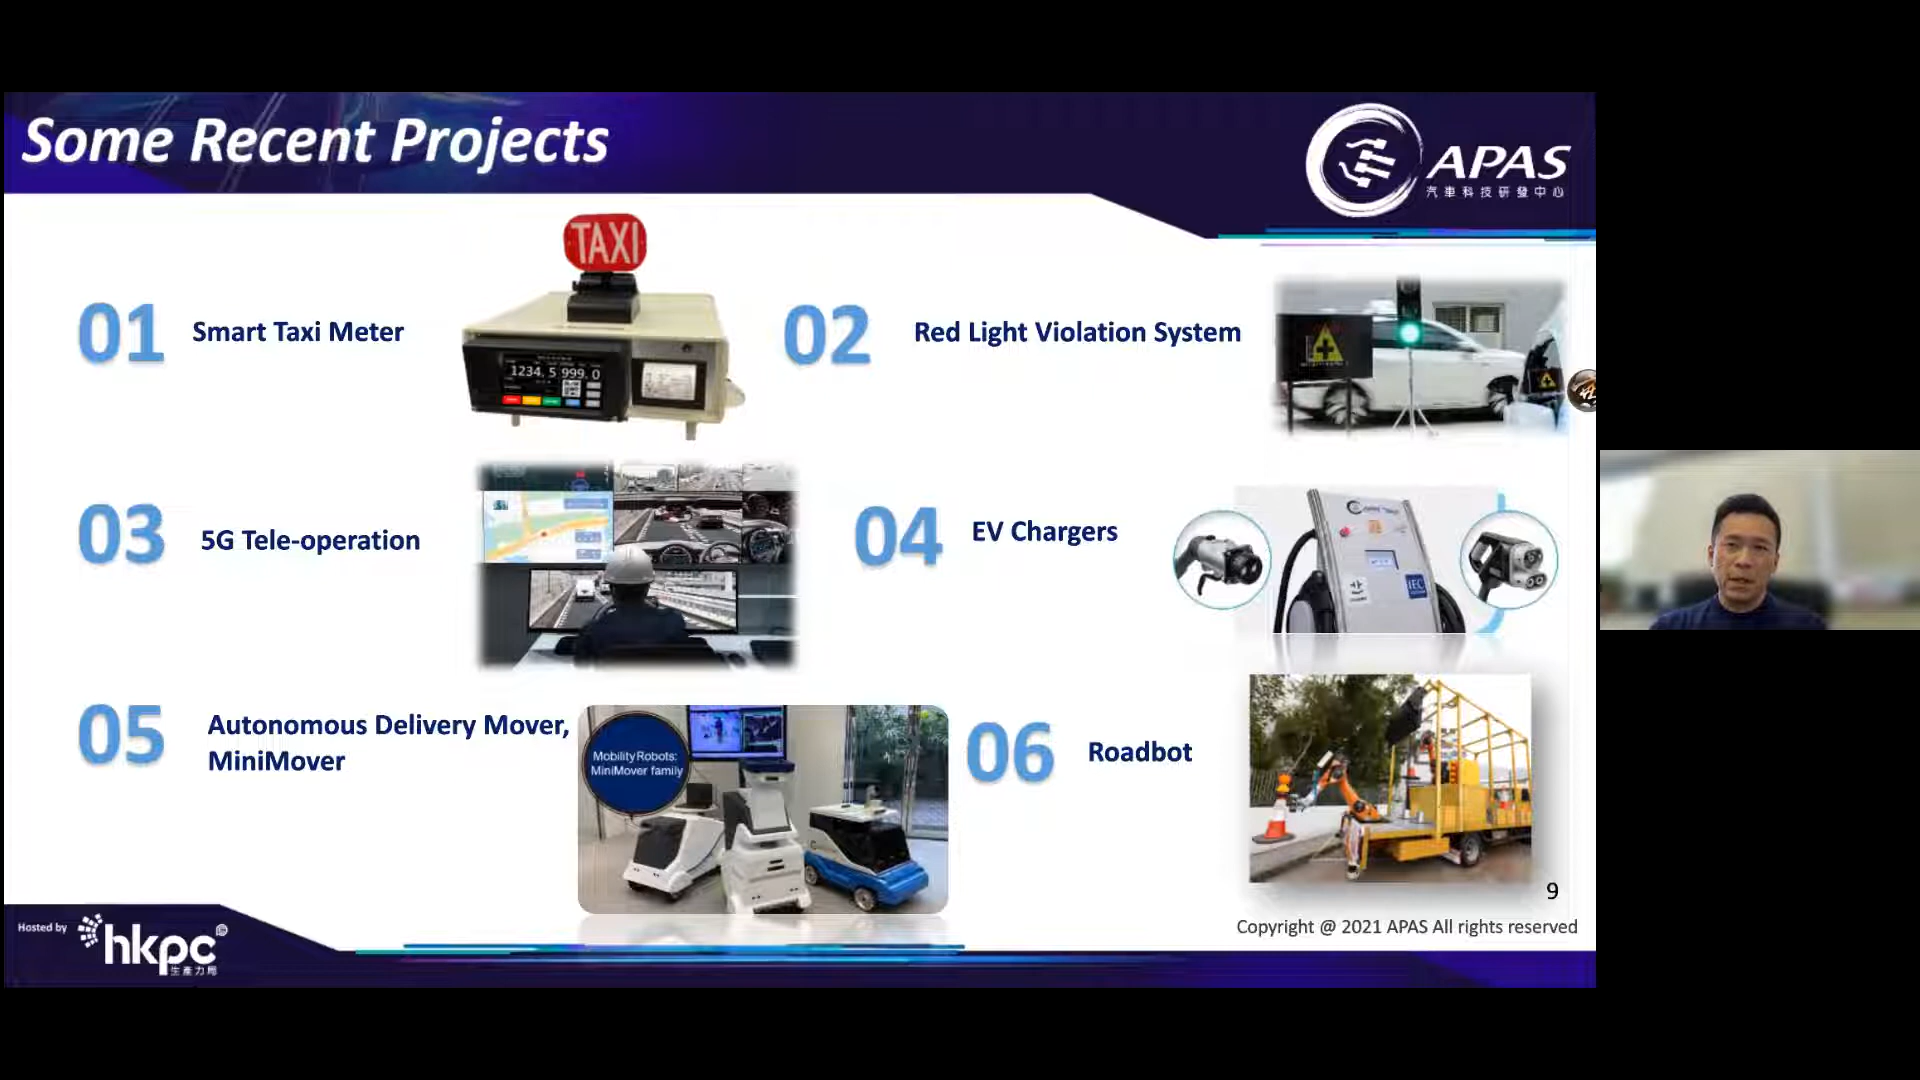 Some Recent Projects
APAS
汽車科技研發中心
TAXI
01
Smart Taxi Meter
1234.5 999.0
02
Red Light Violation System
03
5G Tele-operation
04
EV Chargers
IEC
05
Autonomous Delivery Mover,
MiniMover
Mobility Robots:
MiniMover family
06
Roadbot
9
Copyright @ 2021 APAS All rights reserved
Hosted by
hkpc
生產力局